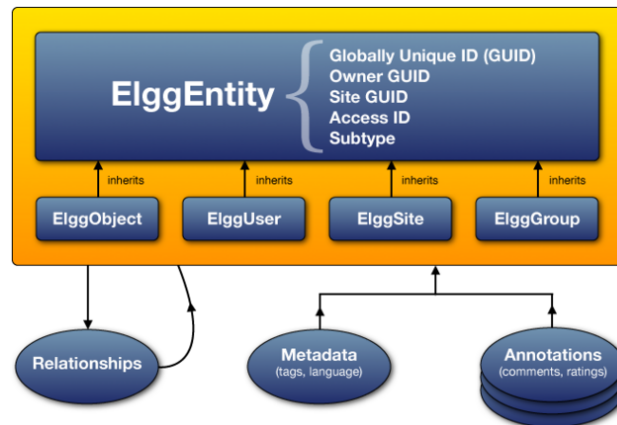 ElggEntity
Globally Unique ID (GUID)
Owner GUID
Site GUID
Access ID
Subtype
inherits
inherits
inherits
inherits
ElggObject
ElggUser
ElggSite
ElggGroup
Relationships
Metadata
(tags, language)
Annotations
(comments, ratings)